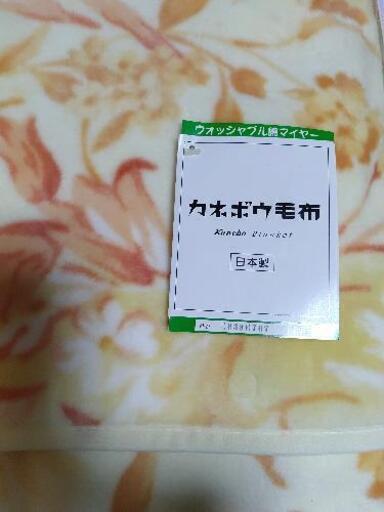 ウオッシャブル綿マイヤー
カネボウ毛布
Kanebo Blanket
日本製